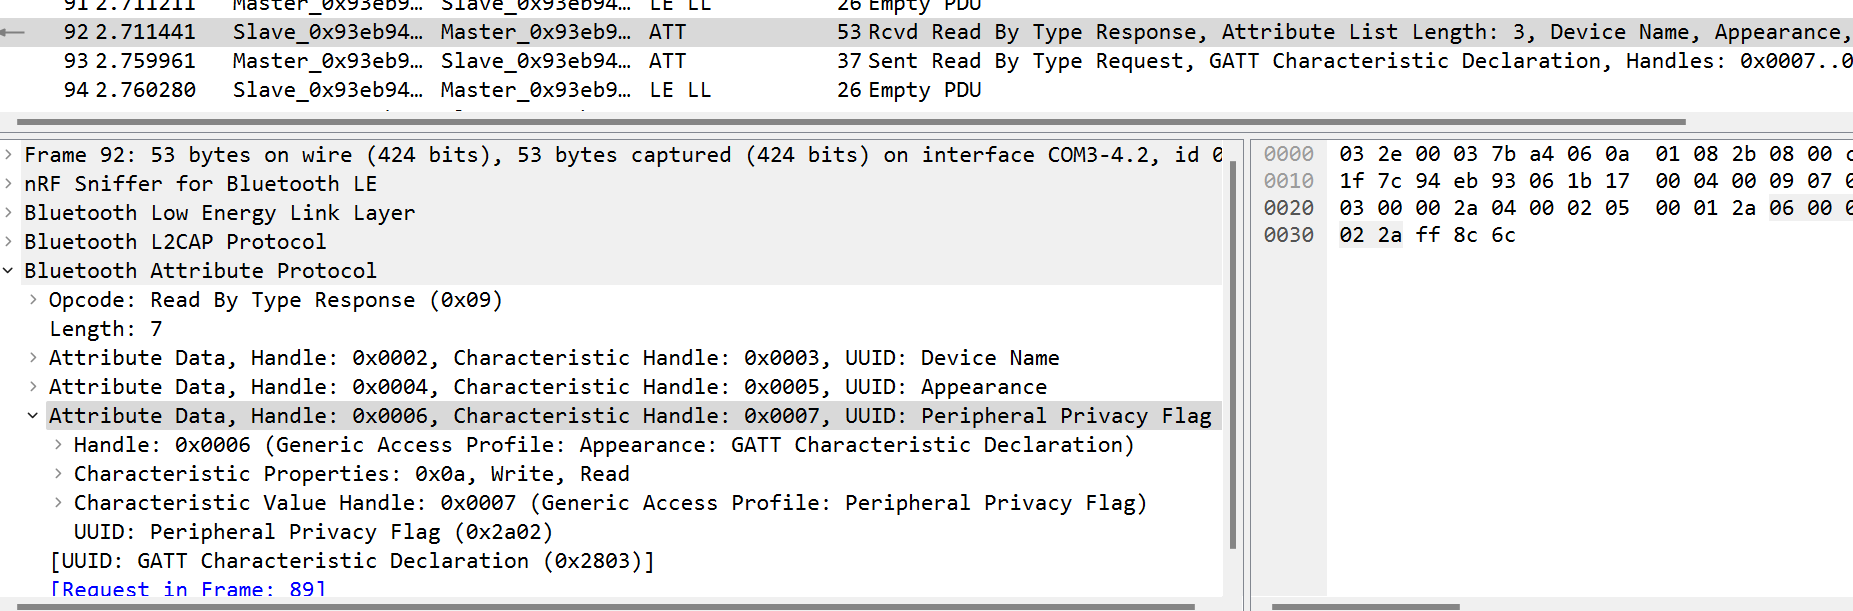 91 2.711211 Master_0x93eb9… Slave_0x93eb94… LE LL 26 Empty PDU
92 2.711441 Slave_0x93eb94… Master_0x93eb9… ATT 53 Rcvd Read By Type Response, Attribute List Length: 3, Device Name, Appearance,
93 2.759961 Master_0x93eb9… Slave_0x93eb94… ATT 37 Sent Read By Type Request, GATT Characteristic Declaration, Handles: 0x0007..0
94 2.760280 Slave_0x93eb94… Master_0x93eb9… LE LL 26 Empty PDU
Frame 92: 53 bytes on wire (424 bits), 53 bytes captured (424 bits) on interface COM3-4.2, id 0
nRF Sniffer for Bluetooth LE
Bluetooth Low Energy Link Layer
Bluetooth L2CAP Protocol
Bluetooth Attribute Protocol
Opcode: Read By Type Response (0x09)
Length: 7
Attribute Data, Handle: 0x0002, Characteristic Handle: 0x0003, UUID: Device Name
Attribute Data, Handle: 0x0004, Characteristic Handle: 0x0005, UUID: Appearance
Attribute Data, Handle: 0x0006, Characteristic Handle: 0x0007, UUID: Peripheral Privacy Flag
Handle: 0x0006 (Generic Access Profile: Appearance: GATT Characteristic Declaration)
Characteristic Properties: 0x0a, Write, Read
Characteristic Value Handle: 0x0007 (Generic Access Profile: Peripheral Privacy Flag)
UUID: Peripheral Privacy Flag (0x2a02)
[UUID: GATT Characteristic Declaration (0x2803)]
[Request in Frame: 89]
0000 03 2e 00 03 7b a4 06 0a 01 08 2b 08 00
0010 1f 7c 94 eb 93 06 1b 17 00 04 00 09 07
0020 03 00 00 2a 04 00 02 05 00 01 2a 06 00
0030 02 2a ff 8c 6c